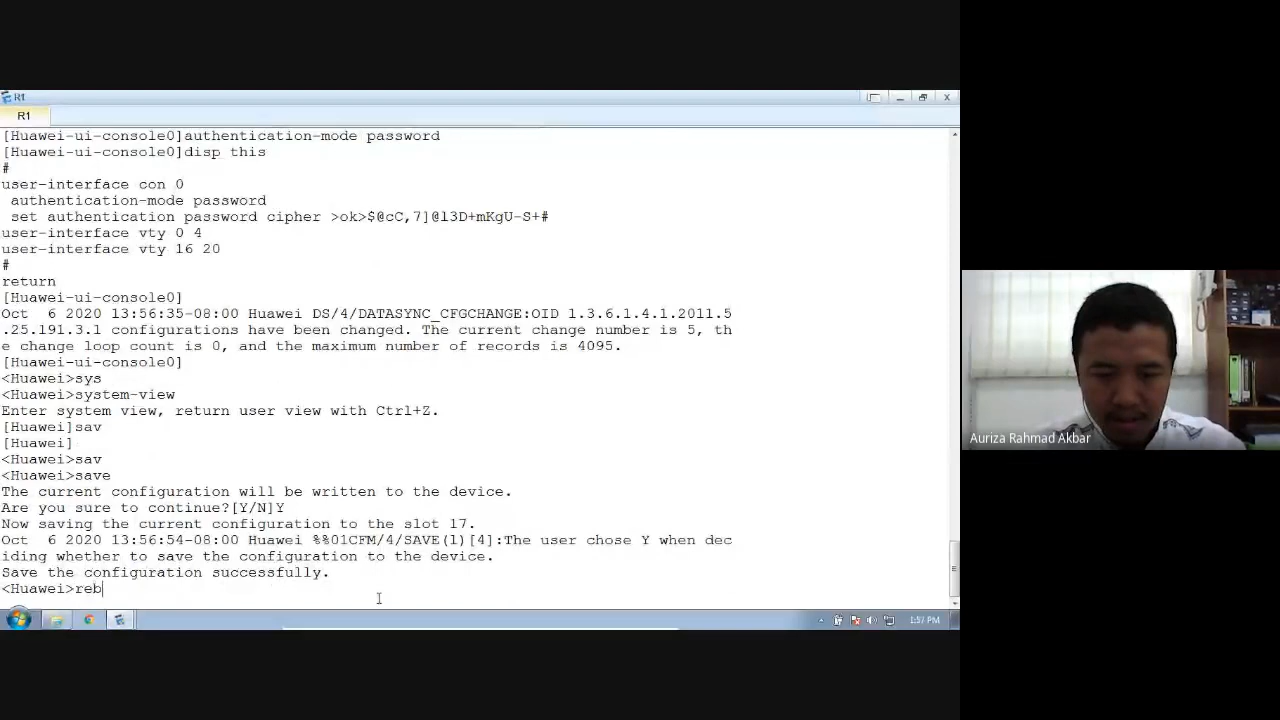 R1
R1
[Huawei-ui-console0]authentication-mode password
[Huawei-ui-console0]disp this
#
user-interface con 0
authentication-mode password
set authentication password cipher >ok>$@cC,7]@l3D+mKgU-S+#
user-interface vty 0 4
user-interface vty 16 20
#
return
[Huawei-ui-console0]
Oct  6 2020 13:56:35-08:00 Huawei DS/4/DATASYNC_CFGCHANGE:OID 1.3.6.1.4.1.2011.5
.25.191.3.1 configurations have been changed. The current change number is 5, th
e change loop count is 0, and the maximum number of records is 4095.
[Huawei-ui-console0]
<Huawei>sys
<Huawei>system-view
Enter system view, return user view with Ctrl+Z.
[Huawei]sav
[Huawei]
<Huawei>sav
<Huawei>save
The current configuration will be written to the device.
Are you sure to continue?[Y/N]Y
Now saving the current configuration to the slot 17.
Oct  6 2020 13:56:54-08:00 Huawei %%01CFM/4/SAVE(l)[4]:The user chose Y when dec
iding whether to save the configuration to the device.
Save the configuration successfully.
<Huawei>reb
1:57 PM
Auriza Rahmad Akbar